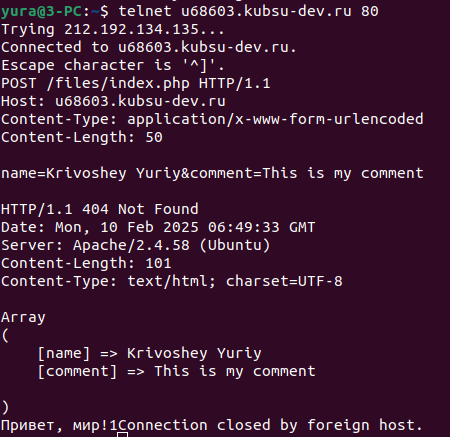 yura@3-PC:~$ telnet u68603.kubsu-dev.ru 80
Trying 212.192.134.135...
Connected to u68603.kubsu-dev.ru.
Escape character is '^]'.
POST /files/index.php HTTP/1.1
Host: u68603.kubsu-dev.ru
Content-Type: application/x-www-form-urlencoded
Content-Length: 50

name=Krivoshey Yuriy&comment=This is my comment

HTTP/1.1 404 Not Found
Date: Mon, 10 Feb 2025 06:49:33 GMT
Server: Apache/2.4.58 (Ubuntu)
Content-Length: 101
Content-Type: text/html; charset=UTF-8

Array
(
    [name] => Krivoshey Yuriy
    [comment] => This is my comment

)
Привет, мир!1Connection closed by foreign host.